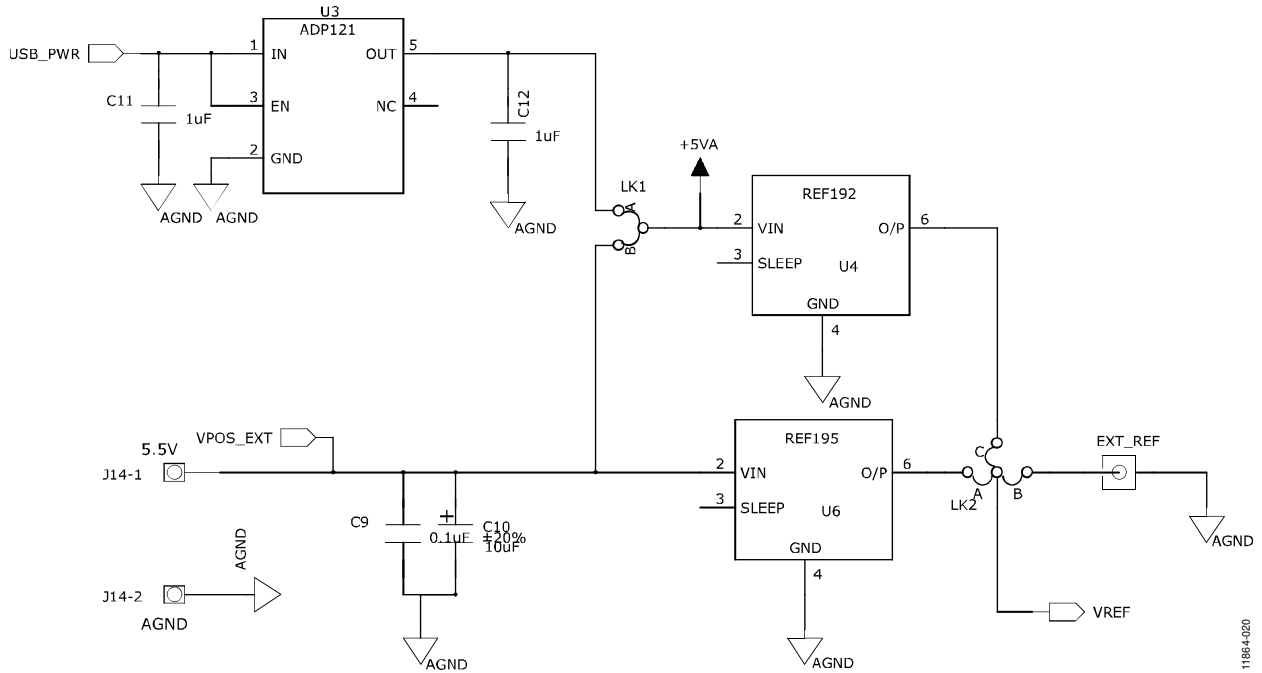 U3
ADP121
USB_PWR
1
IN
OUT
5
C11
1uF
3
EN
NC
4
C12
1uF
2
GND
AGND
AGND
AGND
+5VA
LK1
A
B
REF192
2
VIN
O/P
6
3
SLEEP
U4
GND
4
AGND
VPOS_EXT
5.5V
J14-1
REF195
2
VIN
O/P
6
3
SLEEP
U6
GND
4
AGND
C
A
B
LK2
EXT_REF
AGND
C9
0.1uF
+
C10
±20%
10uF
AGND
J14-2
AGND
AGND
VREF
11864-020